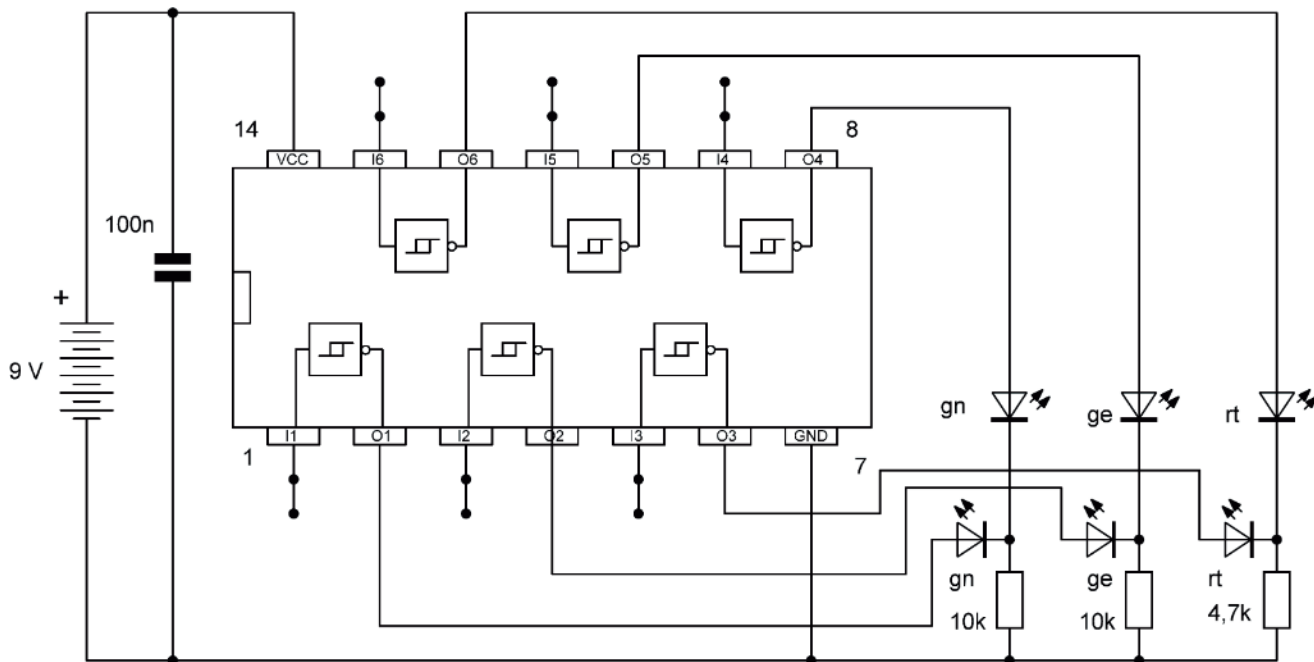 14
8
VCC
I6
O6
I5
O5
I4
O4
100n
+
9 V
I1
O1
I2
O2
I3
O3
GND
1
7
gn
ge
rt
gn
ge
rt
10k
10k
4,7k